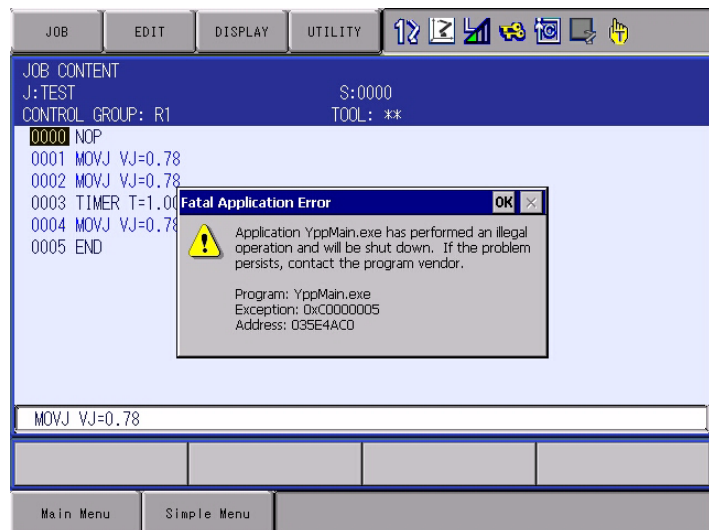 JOB EDIT DISPLAY UTILITY
JOB CONTENT
J:TEST S:0000
CONTROL GROUP: R1 TOOL: **
0000 NOP
0001 MOVJ VJ=0.78
0002 MOVJ VJ=0.78
0003 TIMER T=1.00
0004 MOVJ VJ=0.78
0005 END
Fatal Application Error OK
Application YppMain.exe has performed an illegal
operation and will be shut down. If the problem
persists, contact the program vendor.
Program: YppMain.exe
Exception: 0xC0000005
Address: 035E4AC0
MOVJ VJ=0.78
Main Menu Simple Menu